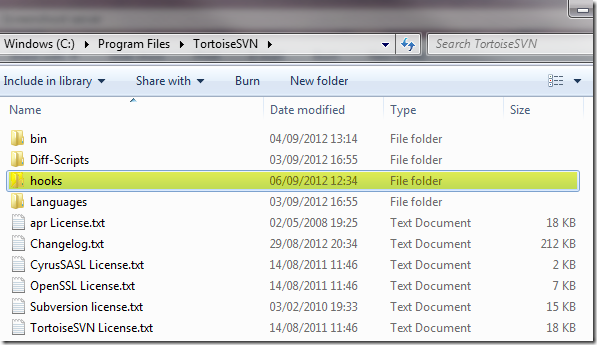 Windows (C:) ▸ Program Files ▸ TortoiseSVN ▸
Search TortoiseSVN
Include in library Share with Burn New folder
Name Date modified Type Size
bin 04/09/2012 13:14 File folder
Diff-Scripts 03/09/2012 16:55 File folder
hooks 06/09/2012 12:34 File folder
Languages 03/09/2012 16:55 File folder
apr License.txt 02/05/2008 19:25 Text Document 18 KB
Changelog.txt 29/08/2012 20:34 Text Document 212 KB
CyrusSASL License.txt 14/08/2011 11:46 Text Document 2 KB
OpenSSL License.txt 14/08/2011 11:46 Text Document 7 KB
Subversion license.txt 03/02/2010 19:33 Text Document 15 KB
TortoiseSVN License.txt 14/08/2011 11:46 Text Document 18 KB